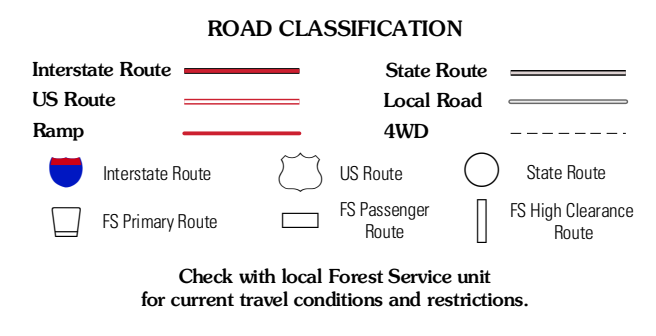 ROAD CLASSIFICATION
Interstate Route
State Route
US Route
Local Road
Ramp
4WD
Interstate Route
US Route
State Route
FS Primary Route
FS Passenger
Route
FS High Clearance
Route
Check with local Forest Service unit
for current travel conditions and restrictions.